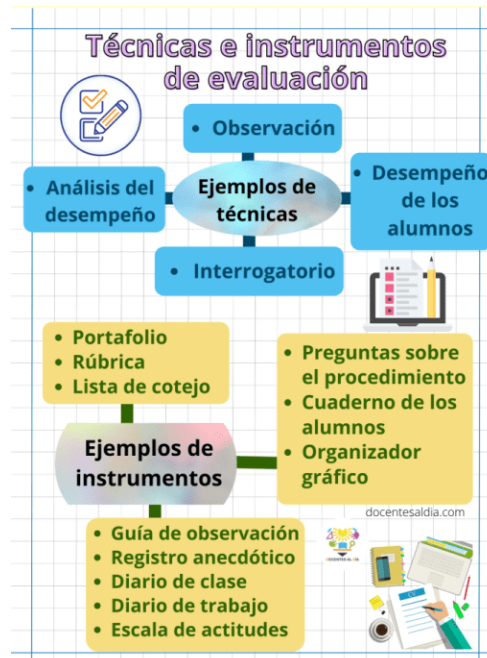 Técnicas e instrumentos
de evaluación
• Observación
• Análisis del
desempeño
Ejemplos de
técnicas
• Desempeño
de los
alumnos
• Interrogatorio
• Portafolio
• Rúbrica
• Lista de cotejo
• Preguntas sobre
el procedimiento
• Cuaderno de los
alumnos
• Organizador
gráfico
Ejemplos de
instrumentos
docentesaldia.com
• Guía de observación
• Registro anecdótico
• Diario de clase
• Diario de trabajo
• Escala de actitudes